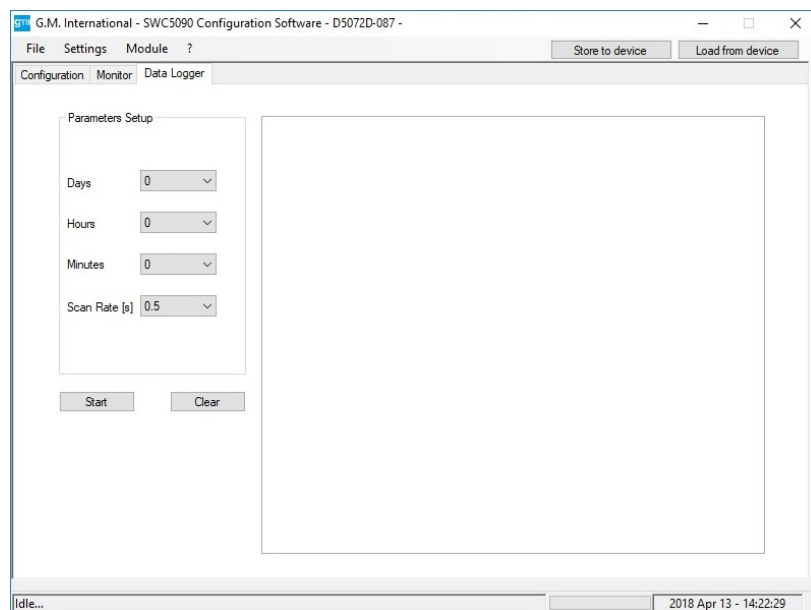 gmi G.M. International - SWC5090 Configuration Software - D5072D-087 -
File Settings Module ? Store to device Load from device
Configuration Monitor Data Logger
Parameters Setup
Days 0
Hours 0
Minutes 0
Scan Rate [s] 0.5
Start Clear
Idle... 2018 Apr 13 - 14:22:29